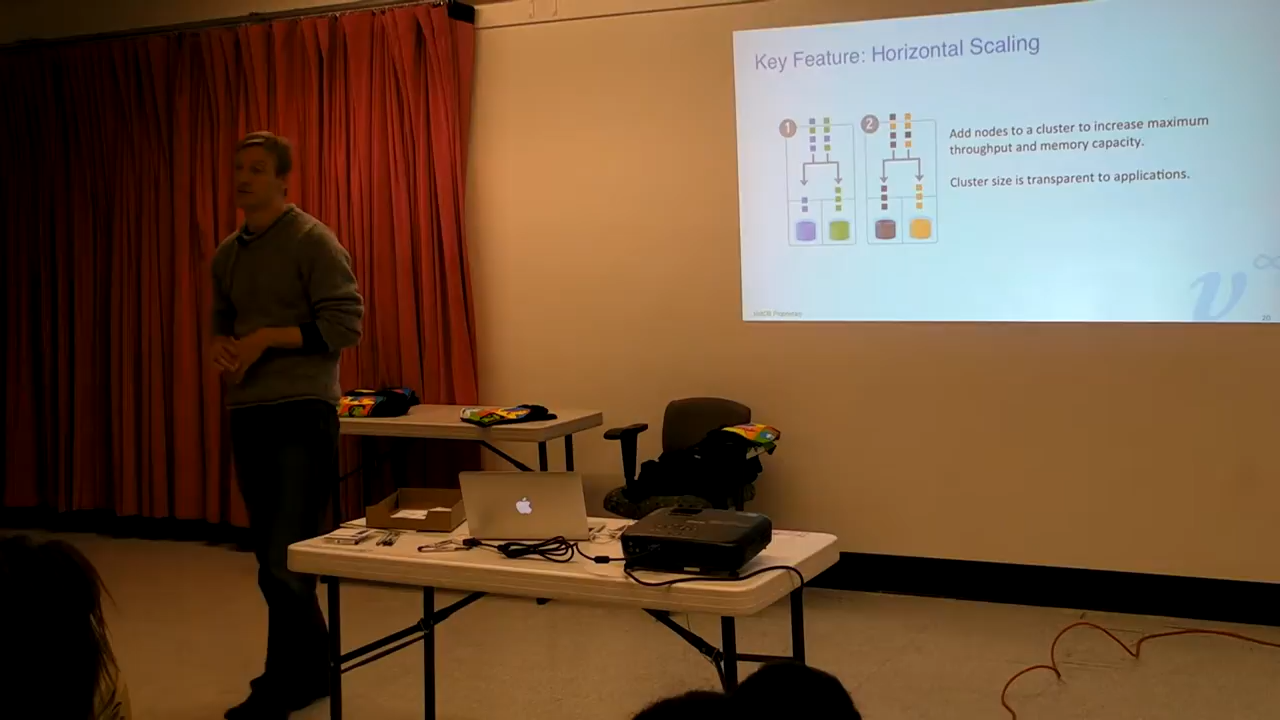 Key Feature: Horizontal Scaling
1
2
Add nodes to a cluster to increase maximum
throughput and memory capacity.
Cluster size is transparent to applications.
20